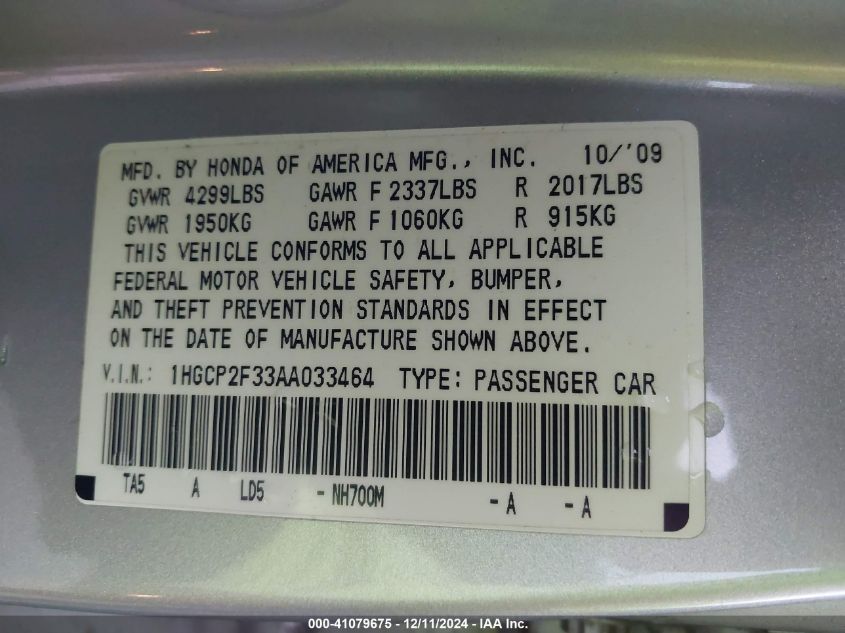 MFD. BY HONDA OF AMERICA MFG., INC. 10/'09
GVWR 4299LBS GAWR F 2337LBS R 2017LBS
GVWR 1950KG GAWR F 1060KG R 915KG
THIS VEHICLE CONFORMS TO ALL APPLICABLE
FEDERAL MOTOR VEHICLE SAFETY, BUMPER,
AND THEFT PREVENTION STANDARDS IN EFFECT
ON THE DATE OF MANUFACTURE SHOWN ABOVE.
V.I.N.: 1HGCP2F33AA033464 TYPE: PASSENGER CAR
TA5 A LD5 - NH700M - A - A
000-41079675 - 12/11/2024 - IAA Inc.